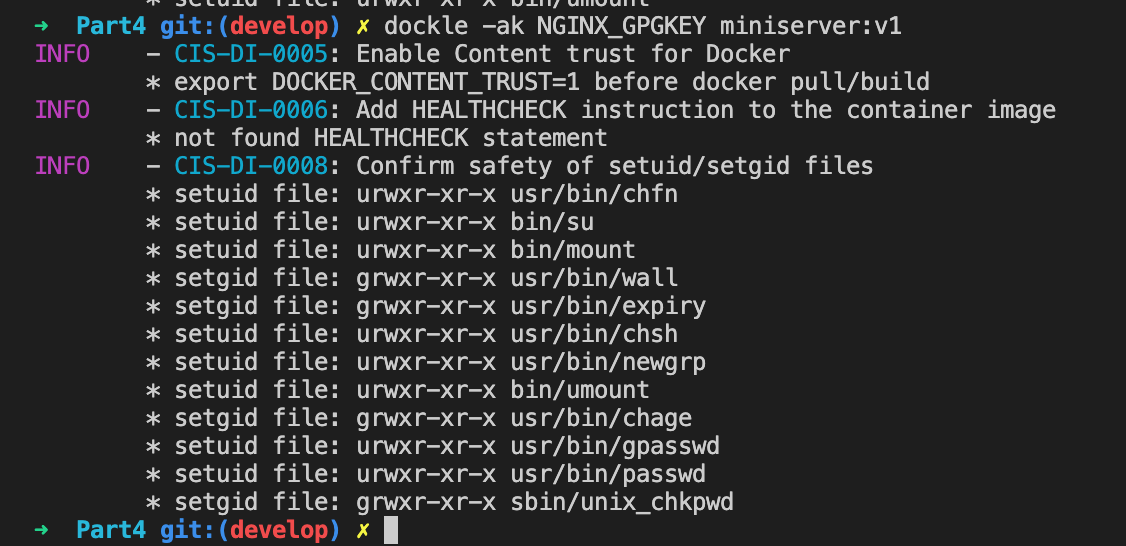 * setuid file: urwxr-xr-x bin/umount
➜ Part4 git:(develop) ✗ dockle -ak NGINX_GPGKEY miniserver:v1
INFO - CIS-DI-0005: Enable Content trust for Docker
* export DOCKER_CONTENT_TRUST=1 before docker pull/build
INFO - CIS-DI-0006: Add HEALTHCHECK instruction to the container image
* not found HEALTHCHECK statement
INFO - CIS-DI-0008: Confirm safety of setuid/setgid files
* setuid file: urwxr-xr-x usr/bin/chfn
* setuid file: urwxr-xr-x bin/su
* setuid file: urwxr-xr-x bin/mount
* setgid file: grwxr-xr-x usr/bin/wall
* setgid file: grwxr-xr-x usr/bin/expiry
* setuid file: urwxr-xr-x usr/bin/chsh
* setuid file: urwxr-xr-x usr/bin/newgrp
* setuid file: urwxr-xr-x bin/umount
* setgid file: grwxr-xr-x usr/bin/chage
* setuid file: urwxr-xr-x usr/bin/gpasswd
* setuid file: urwxr-xr-x usr/bin/passwd
* setgid file: grwxr-xr-x sbin/unix_chkpwd
➜ Part4 git:(develop) ✗